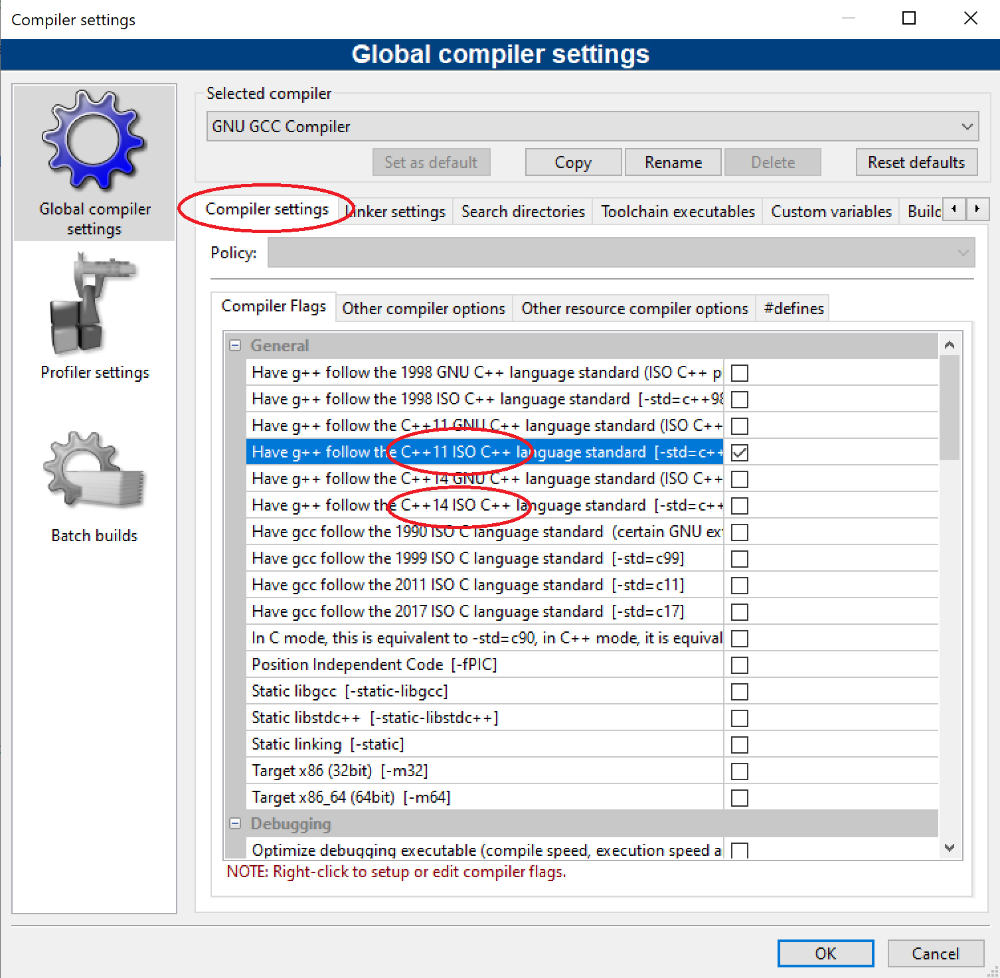 Compiler settings
Global compiler settings
Global compiler
settings
Profiler settings
Batch builds
Selected compiler
GNU GCC Compiler
Set as default
Copy
Rename
Delete
Reset defaults
Compiler settings
Linker settings
Search directories
Toolchain executables
Custom variables
Build
Policy:
Compiler Flags
Other compiler options
Other resource compiler options
#defines
General
Have g++ follow the 1998 GNU C++ language standard (ISO C++ p
Have g++ follow the 1998 ISO C++ language standard [-std=c++98
Have g++ follow the C++11 GNU C++ language standard (ISO C++
Have g++ follow the C++11 ISO C++ language standard [-std=c++
Have g++ follow the C++14 GNU C++ language standard (ISO C++
Have g++ follow the C++14 ISO C++ language standard [-std=c++
Have gcc follow the 1990 ISO C language standard (certain GNU ex
Have gcc follow the 1999 ISO C language standard [-std=c99]
Have gcc follow the 2011 ISO C language standard [-std=c11]
Have gcc follow the 2017 ISO C language standard [-std=c17]
In C mode, this is equivalent to -std=c90, in C++ mode, it is equival
Position Independent Code [-fPIC]
Static libgcc [-static-libgcc]
Static libstdc++ [-static-libstdc++]
Static linking [-static]
Target x86 (32bit) [-m32]
Target x86_64 (64bit) [-m64]
Debugging
Optimize debugging executable (compile speed, execution speed a
NOTE: Right-click to setup or edit compiler flags.
OK
Cancel